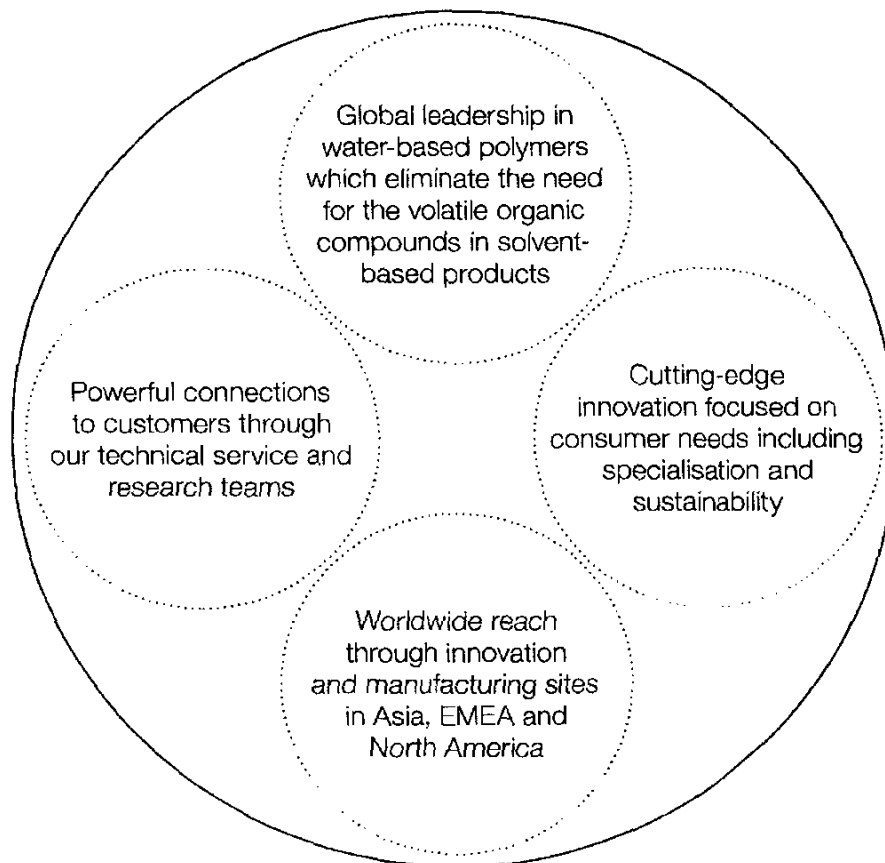 Global leadership in
water-based polymers
which eliminate the need
for the volatile organic
compounds in solvent-
based products
Powerful connections
to customers through
our technical service and
research teams
Cutting-edge
innovation focused on
consumer needs including
specialisation and
sustainability
Worldwide reach
through innovation
and manufacturing sites
in Asia, EMEA and
North America